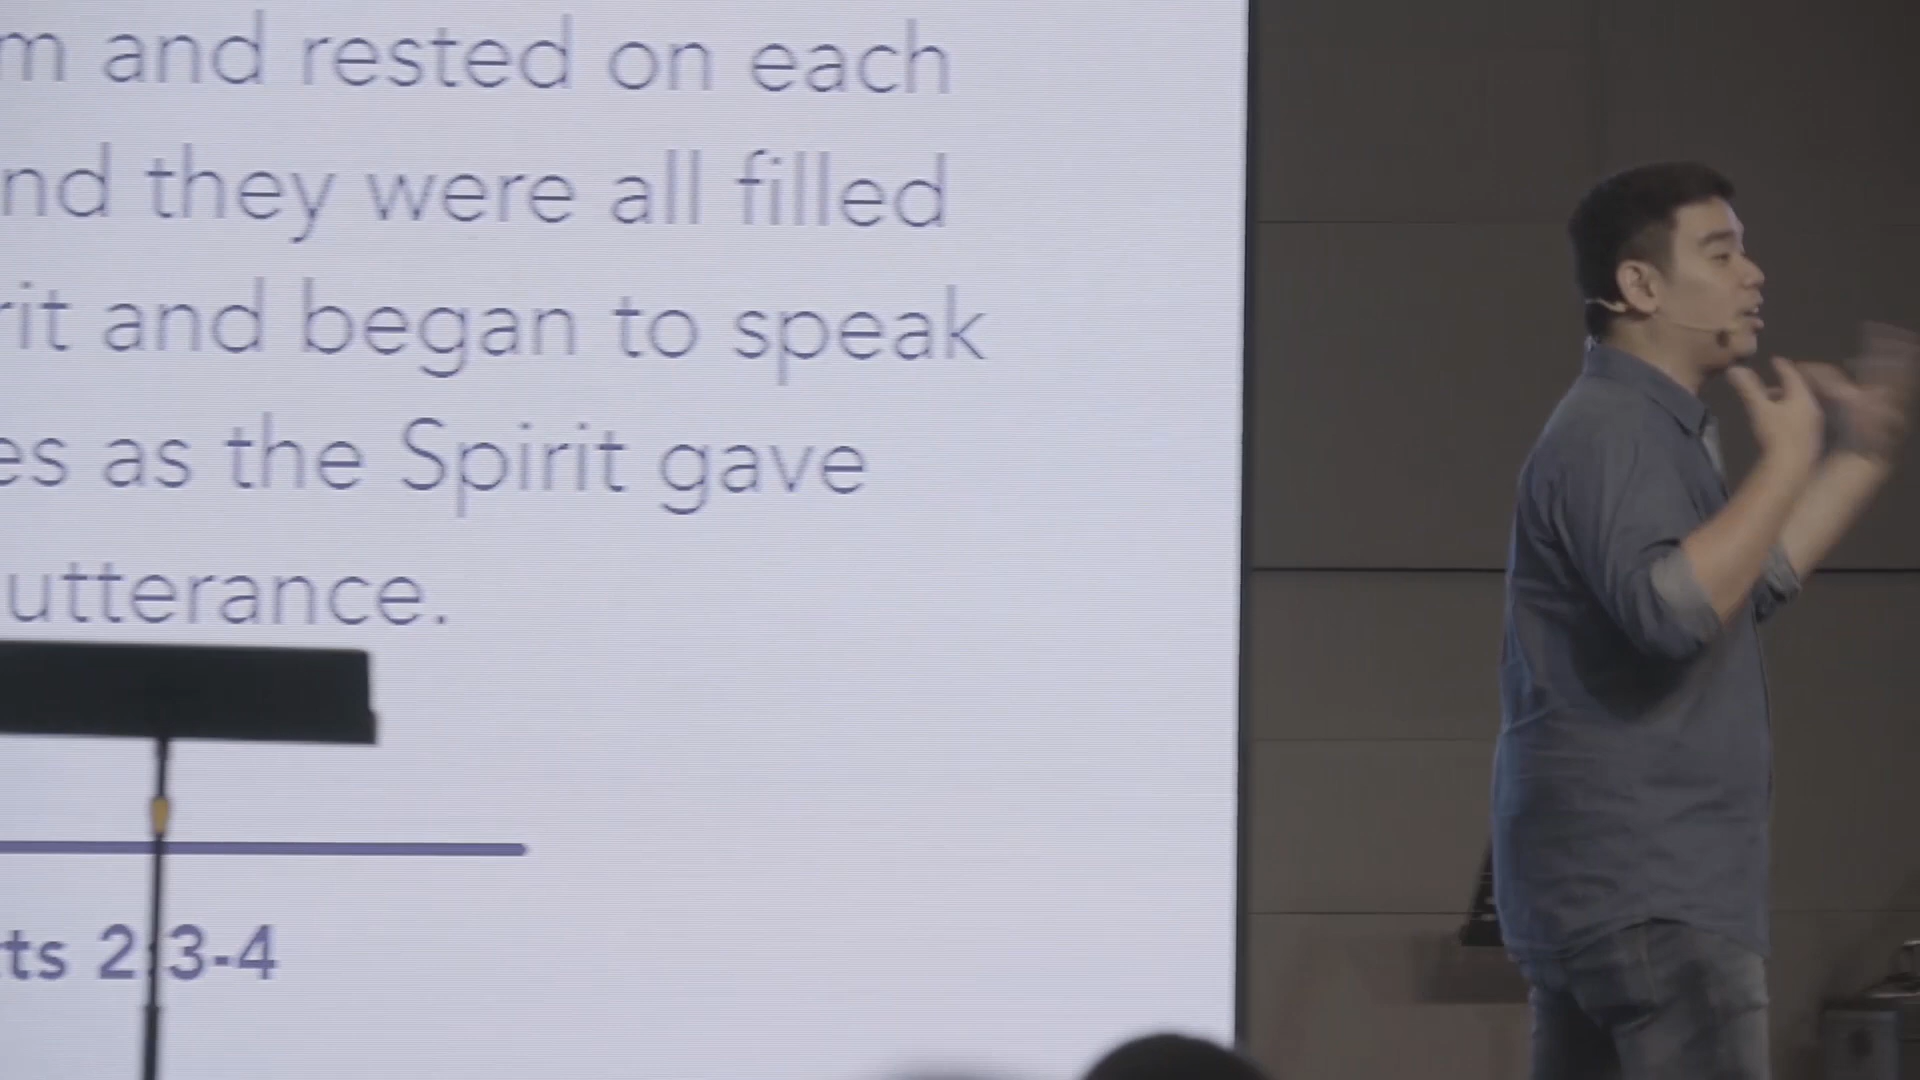 m and rested on each
nd they were all filled
rit and began to speak
es as the Spirit gave
utterance.
ts 2:3-4